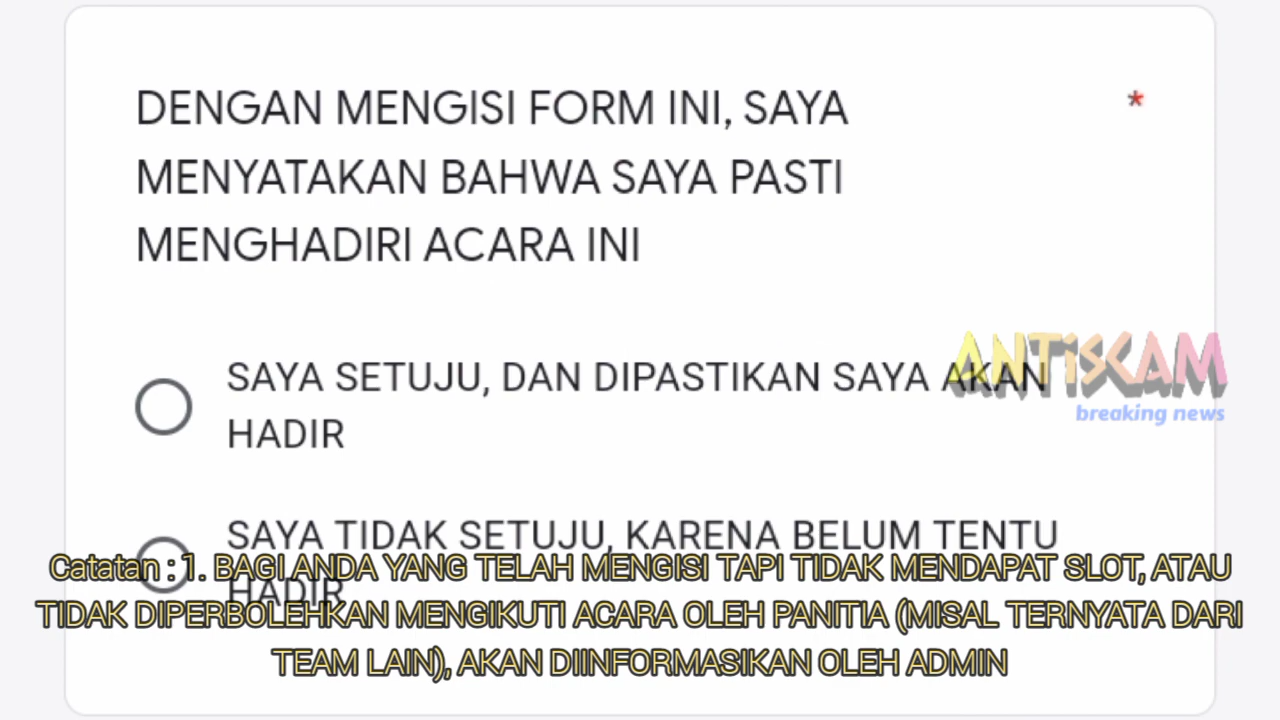 DENGAN MENGISI FORM INI, SAYA *
MENYATAKAN BAHWA SAYA PASTI
MENGHADIRI ACARA INI
SAYA SETUJU, DAN DIPASTIKAN SAYA AKAN
HADIR
ANTiSCAM
breaking news
SAYA TIDAK SETUJU, KARENA BELUM TENTU
HADIR
Catatan : 1. BAGI ANDA YANG TELAH MENGISI TAPI TIDAK MENDAPAT SLOT, ATAU
TIDAK DIPERBOLEHKAN MENGIKUTI ACARA OLEH PANITIA (MISAL TERNYATA DARI
TEAM LAIN), AKAN DIINFORMASIKAN OLEH ADMIN